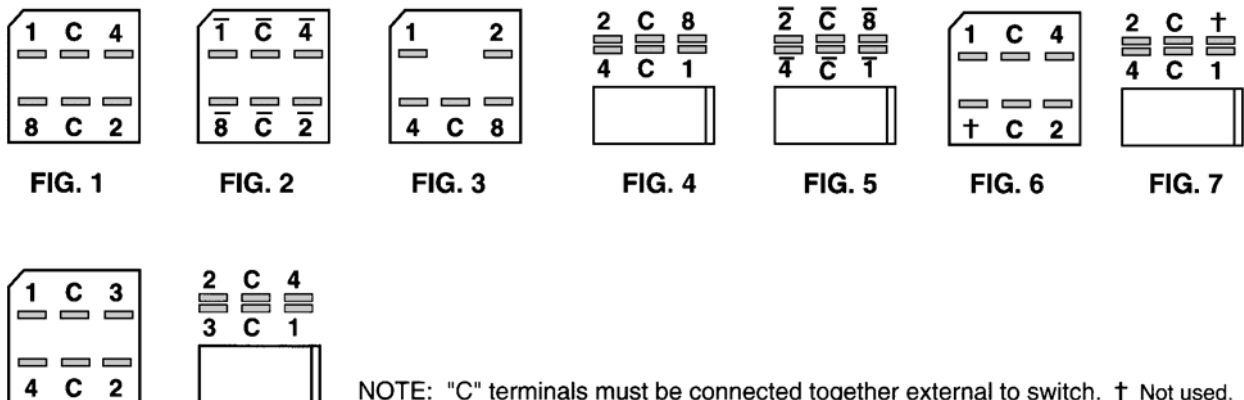 1 C 4
8 C 2
FIG. 1
1̅ C̅ 4̅
8̅ C̅ 2̅
FIG. 2
1 2
4 C 8
FIG. 3
2 C 8
4 C 1
FIG. 4
2̅ C̅ 8̅
4̅ C̅ 1̅
FIG. 5
1 C 4
† C 2
FIG. 6
2 C †
4 C 1
FIG. 7
1 C 3
4 C 2
2 C 4
3 C 1
NOTE: "C" terminals must be connected together external to switch. † Not used.